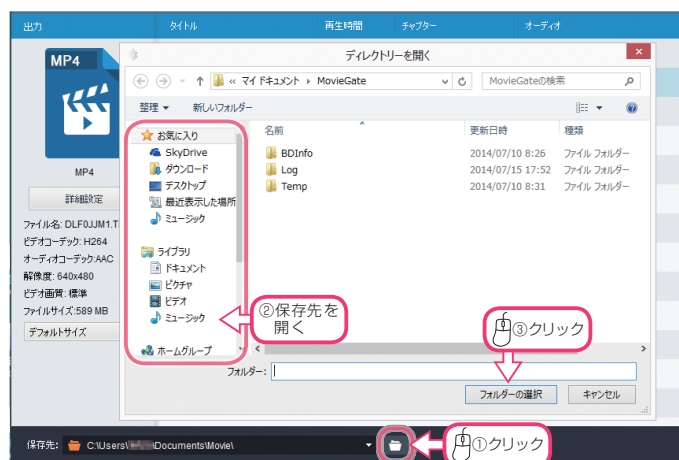 出力 タイトル 再生時間 チャプター オーディオ
MP4
ディレクトリーを開く
« マイ ドキュメント MovieGate
MovieGateの検索
整理 新しいフォルダー
お気に入り
SkyDrive
ダウンロード
デスクトップ
最近表示した場所
ミュージック
ライブラリ
ドキュメント
ピクチャ
ビデオ
ミュージック
ホームグループ
名前 更新日時 種類
BDInfo 2014/07/10 8:26 ファイル フォルダー
Log 2014/07/15 17:52 ファイル フォルダー
Temp 2014/07/10 8:31 ファイル フォルダー
MP4
詳細設定
ファイル名: DLF0JJM1.T
ビデオコーデック: H264
オーディオコーデック:AAC
解像度: 640x480
ビデオ画質: 標準
ファイルサイズ:589 MB
デフォルトサイズ
②保存先を
開く
③クリック
フォルダー:
フォルダーの選択 キャンセル
保存先: C:\Users\ \Documents\Movie\
①クリック